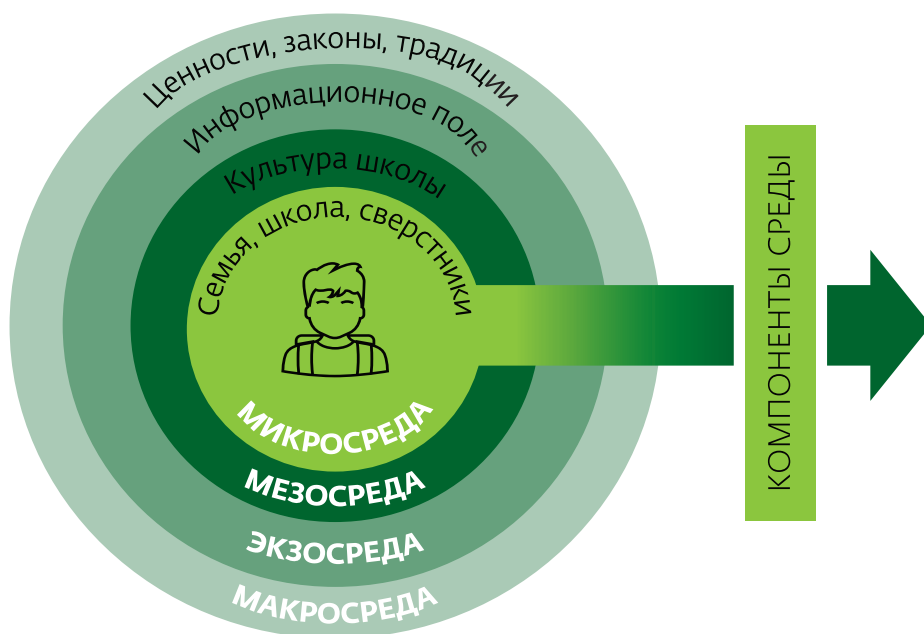 Ценности, законы, традиции
Информационное поле
Культура школы
Семья, школа, сверстники
МИКРОСРЕДА
МЕЗОСРЕДА
ЭКЗОСРЕДА
МАКРОСРЕДА
КОМПОНЕНТЫ СРЕДЫ